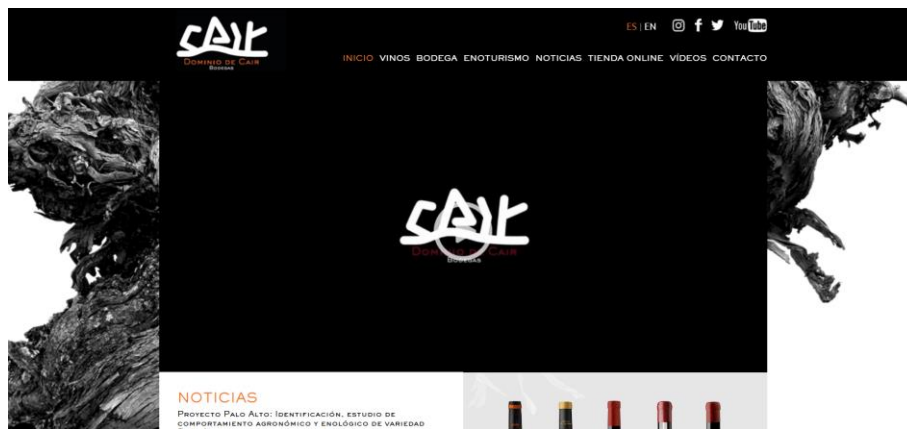 CAIR
DOMINIO DE CAIR
BODEGAS
ES | EN
You Tube
INICIO VINOS BODEGA ENOTURISMO NOTICIAS TIENDA ONLINE VÍDEOS CONTACTO
CAIR
DOMINIO DE CAIR
BODEGAS
NOTICIAS
PROYECTO PALO ALTO: IDENTIFICACIÓN, ESTUDIO DE
COMPORTAMIENTO AGRONÓMICO Y ENOLÓGICO DE VARIEDAD